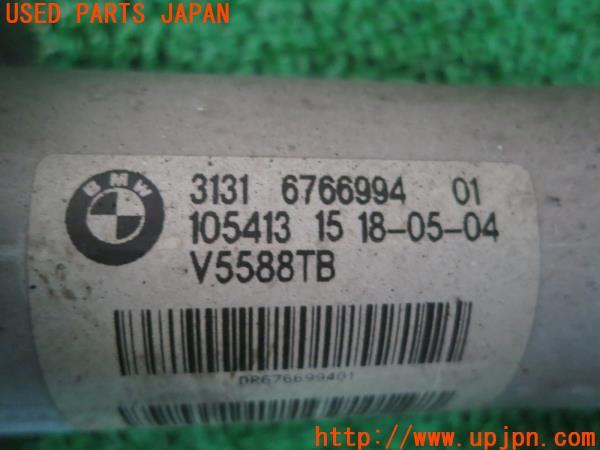 USED PARTS JAPAN
BMW
3131 6766994 01
105413 15 18-05-04
V5588TB
DR676699401
http://www.upjpn.com/